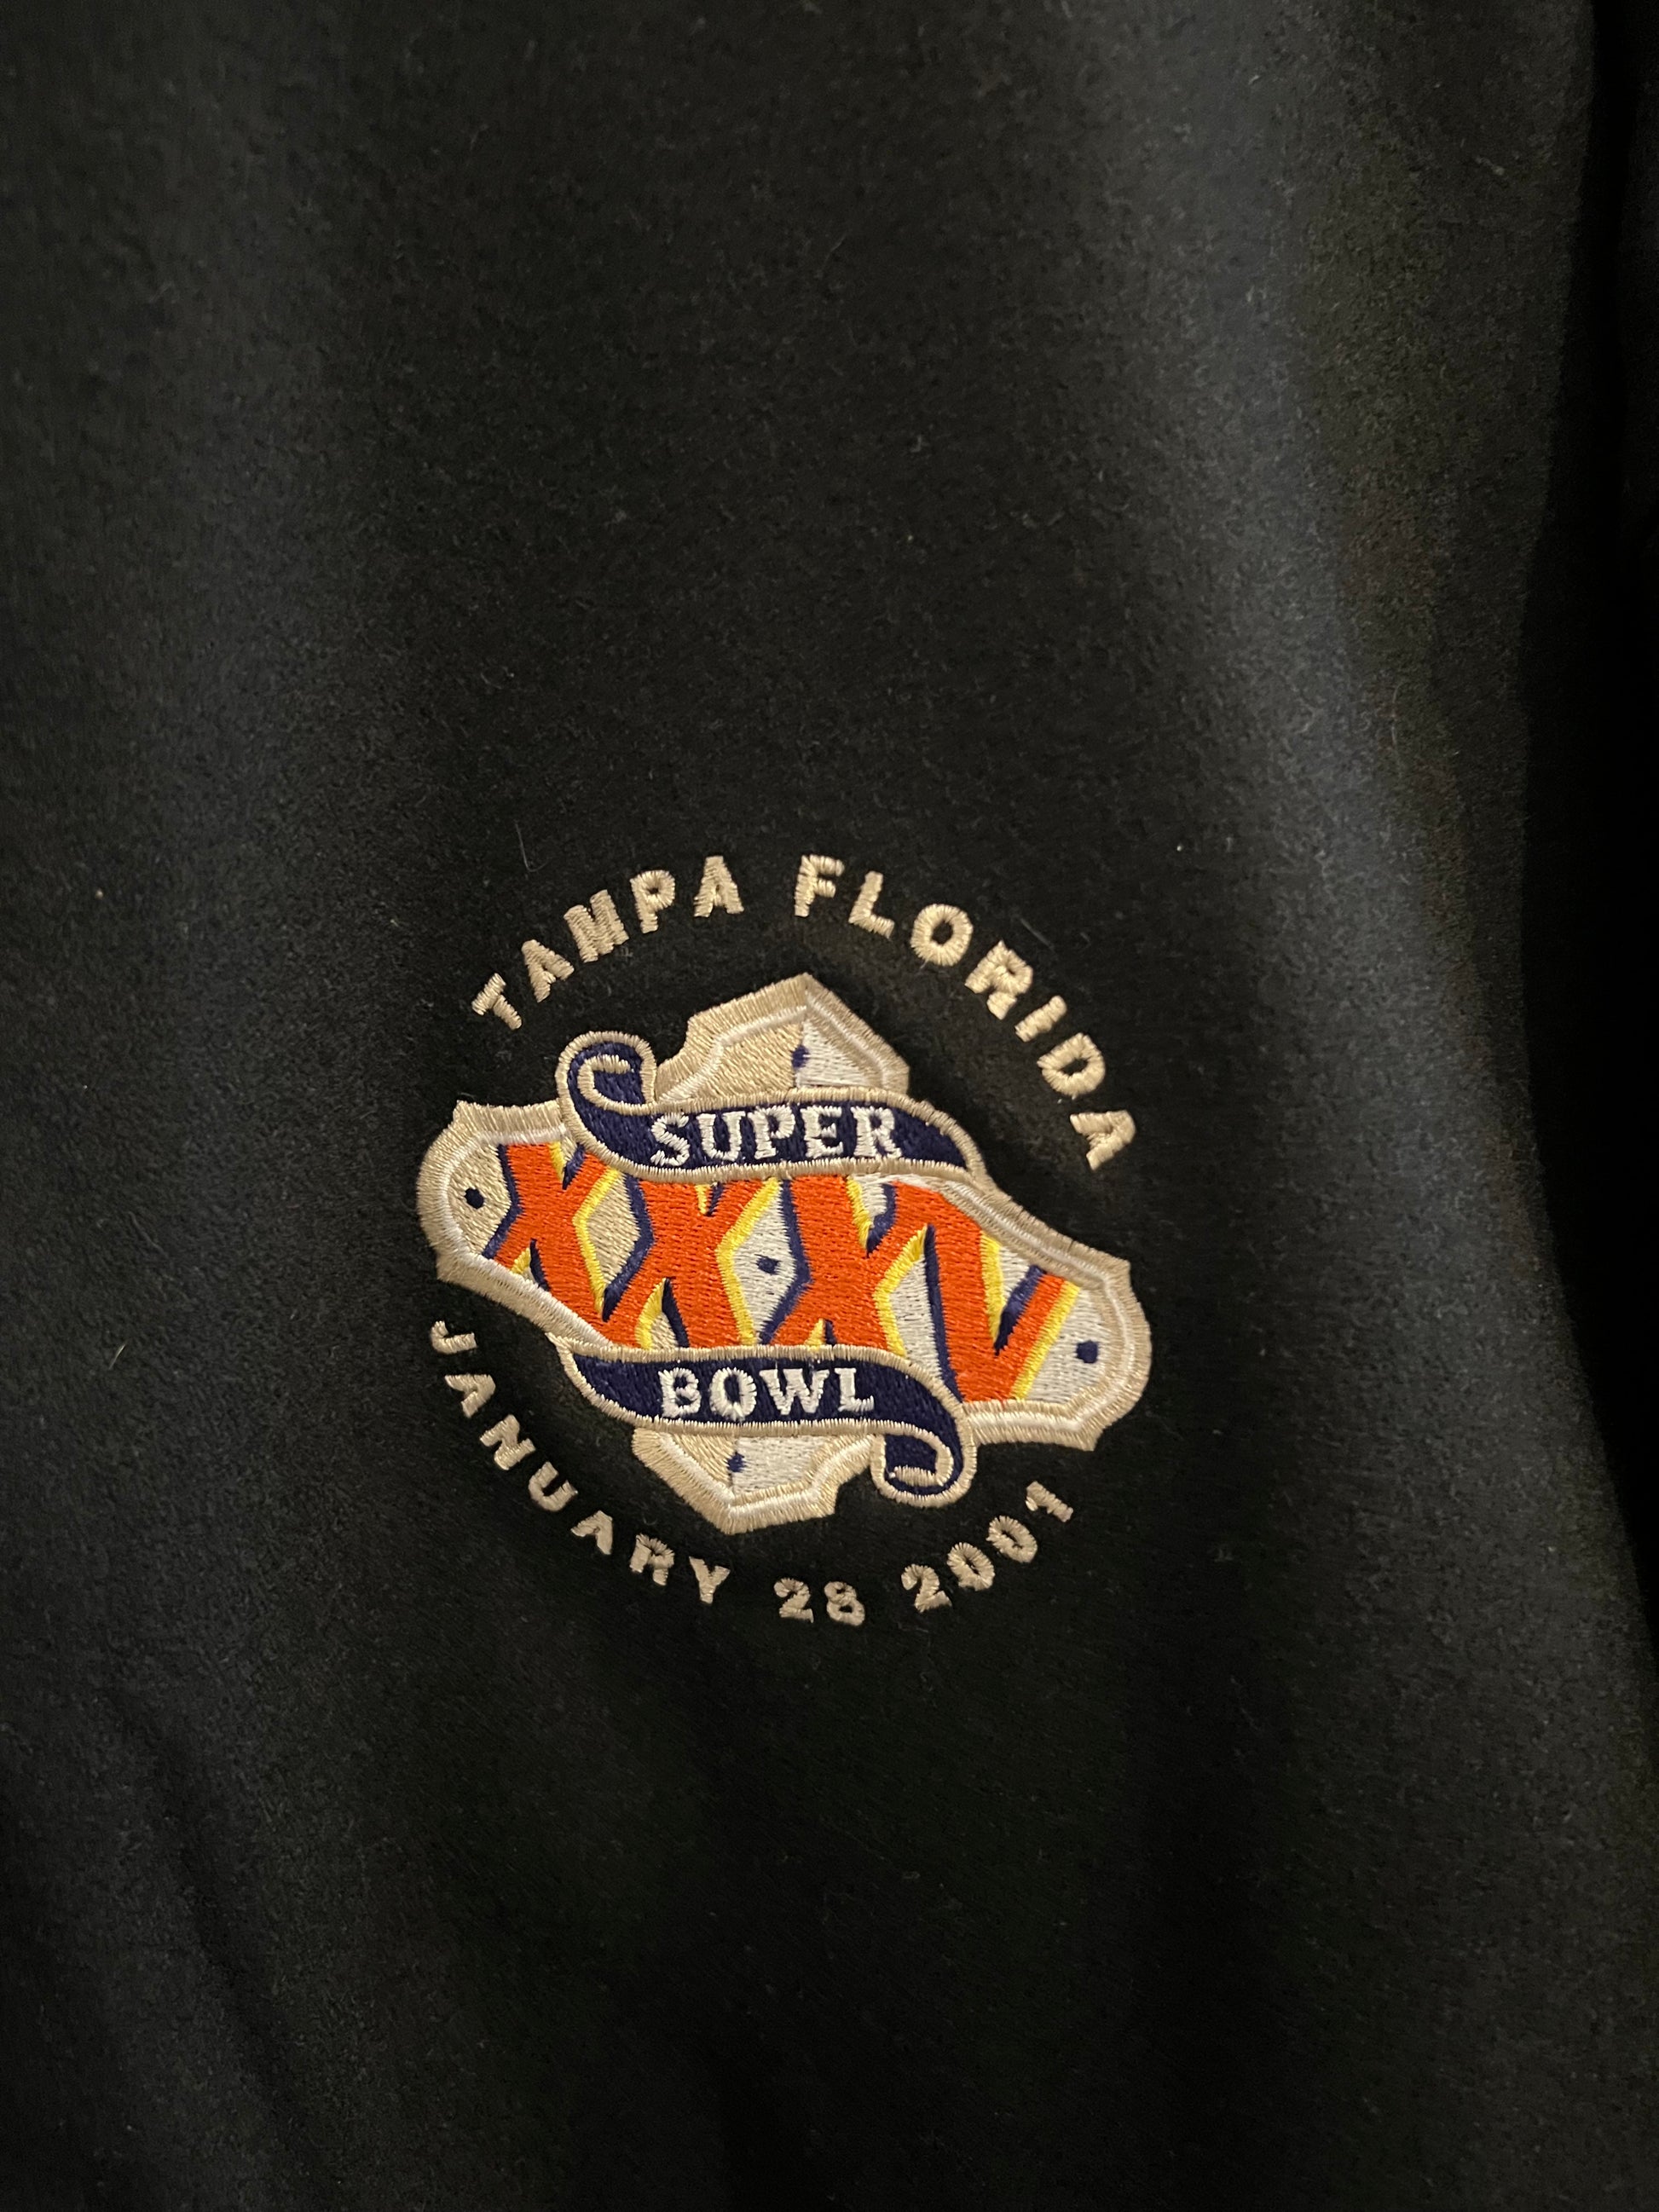 TAMPA FLORIDA
SUPER
XXXV
BOWL
JANUARY 28 2001